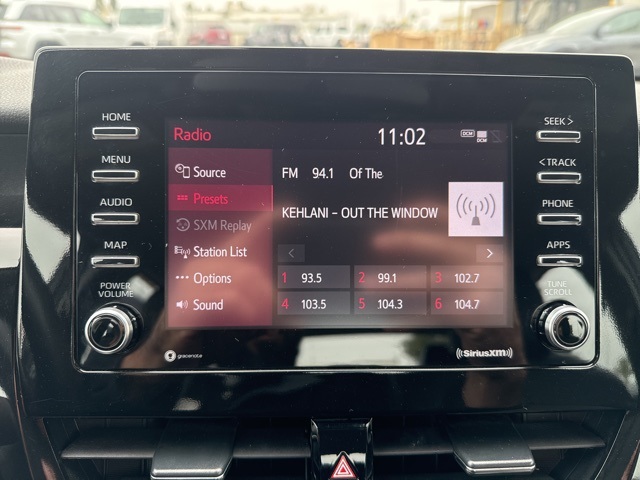 HOME
MENU
AUDIO
MAP
POWER
VOLUME
Radio
11:02
DCM
DCM
Source
Presets
SXM Replay
Station List
Options
Sound
FM 94.1 Of The
KEHLANI - OUT THE WINDOW
1 93.5
2 99.1
3 102.7
4 103.5
5 104.3
6 104.7
SEEK >
< TRACK
PHONE
APPS
TUNE
SCROLL
gracenote
SiriusXM